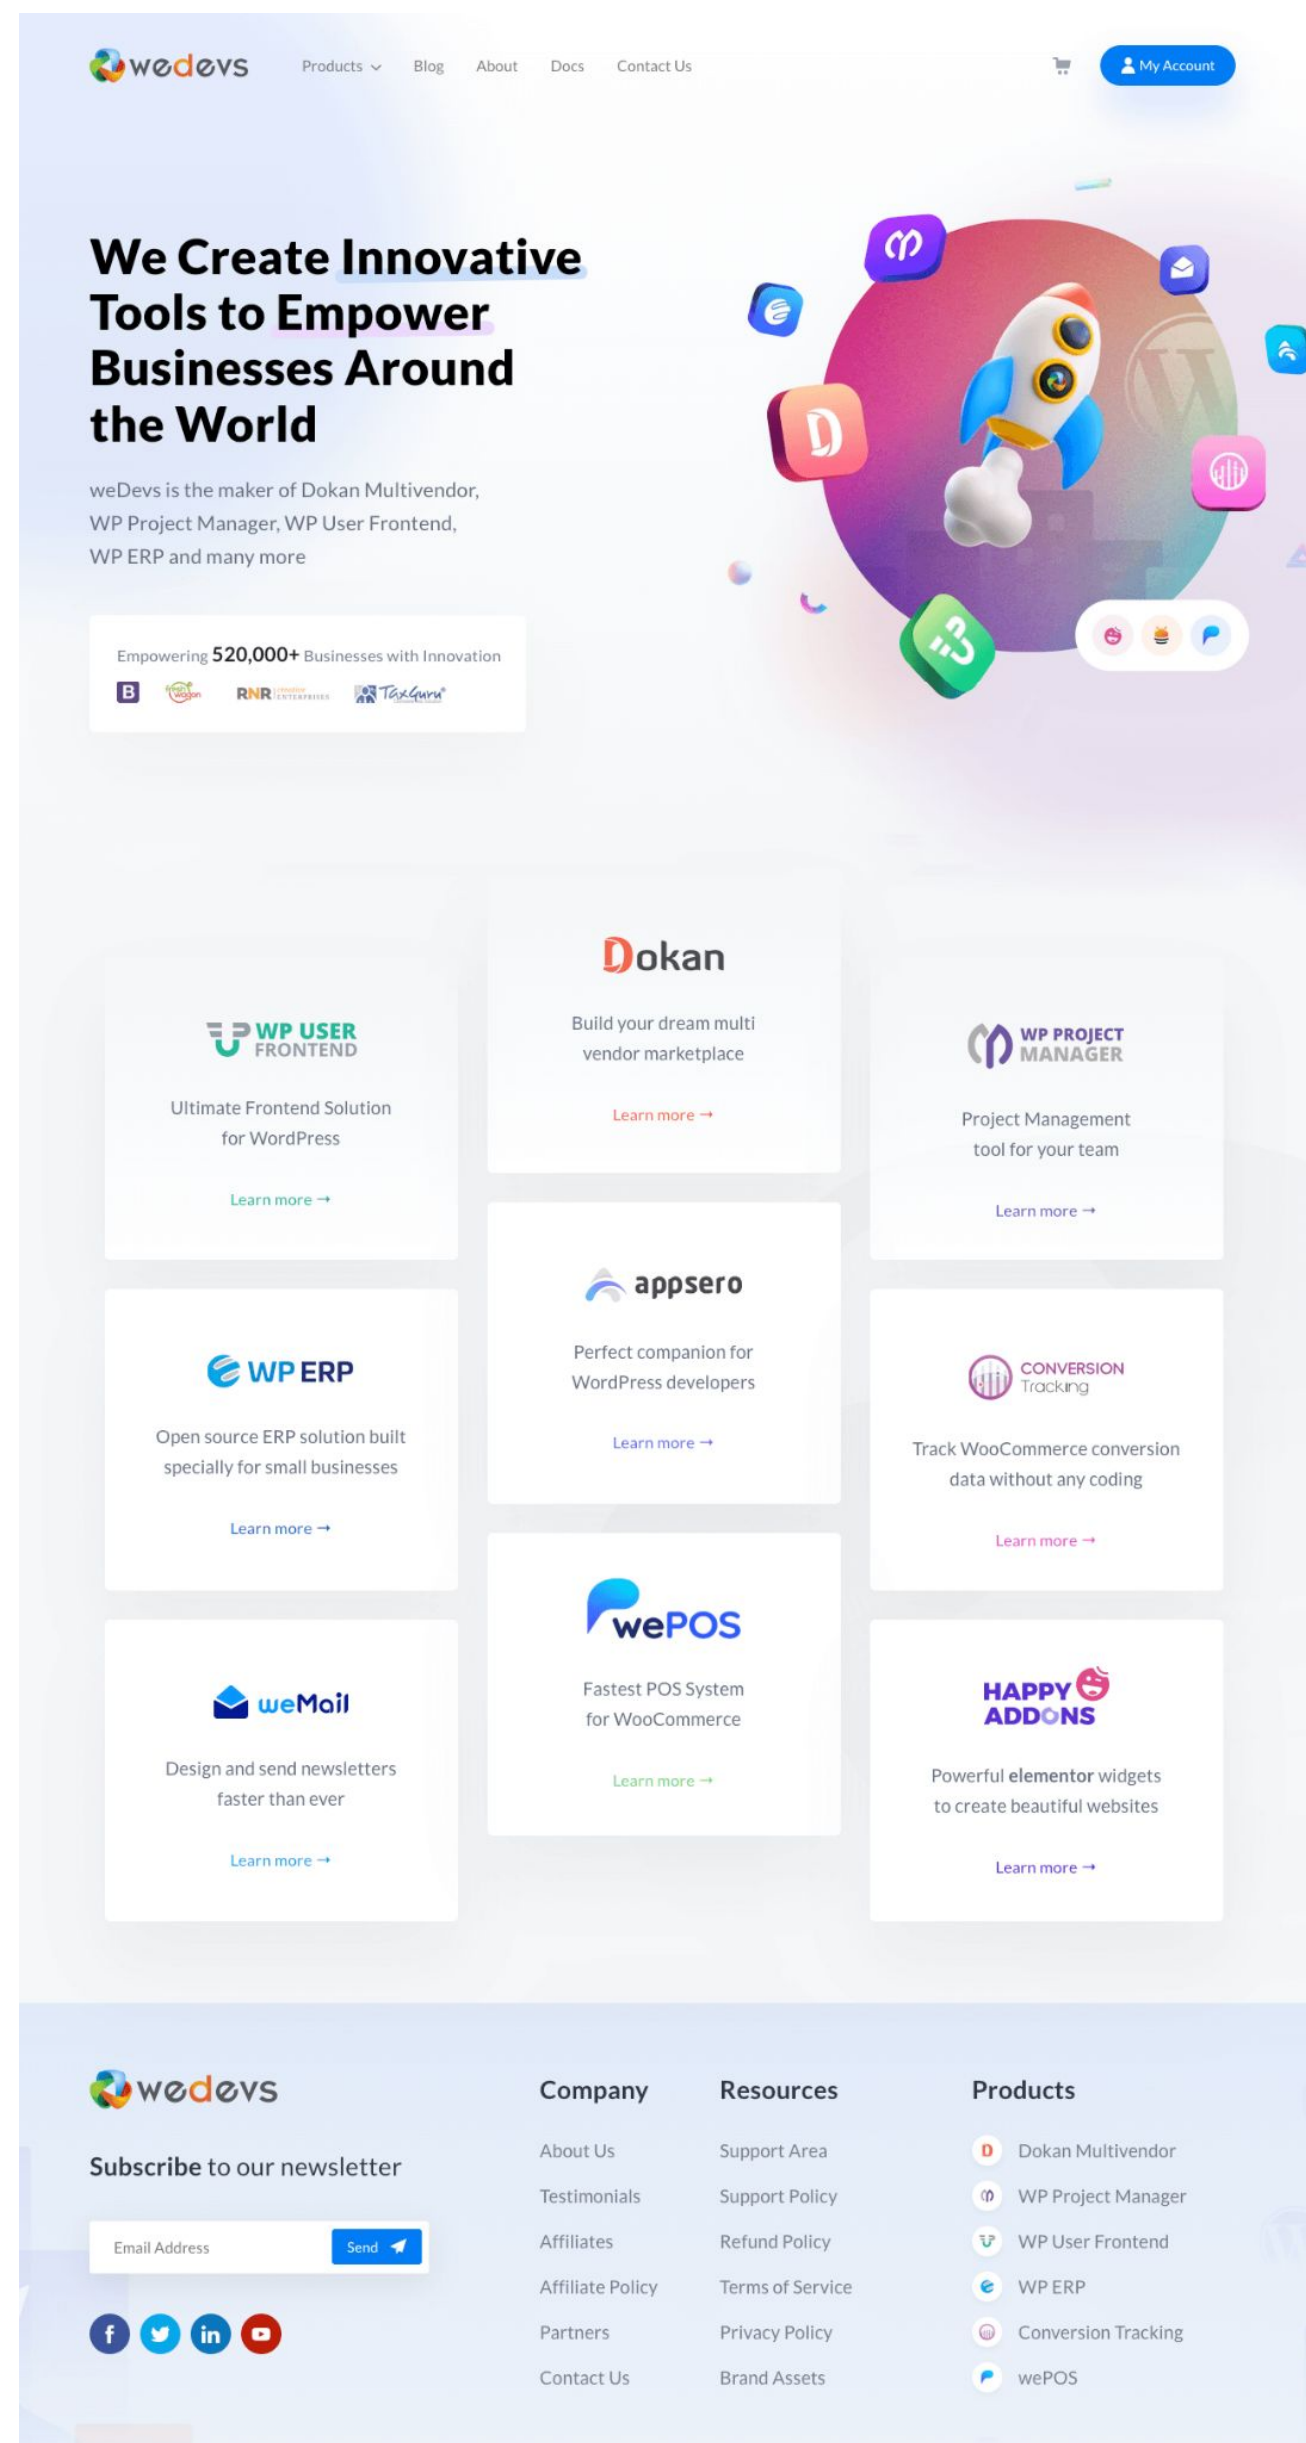 wedevs
Products
Blog
About
Docs
Contact Us
My Account
We Create Innovative
Tools to Empower
Businesses Around
the World
weDevs is the maker of Dokan Multivendor,
WP Project Manager, WP User Frontend,
WP ERP and many more
Empowering 520,000+ Businesses with Innovation
B
fresh wagon
RNR creative ENTERPRISES
TaxGuru
WP USER
FRONTEND
Ultimate Frontend Solution
for WordPress
Learn more →
Dokan
Build your dream multi
vendor marketplace
Learn more →
WP PROJECT
MANAGER
Project Management
tool for your team
Learn more →
WP ERP
Open source ERP solution built
specially for small businesses
Learn more →
appsero
Perfect companion for
WordPress developers
Learn more →
CONVERSION
Tracking
Track WooCommerce conversion
data without any coding
Learn more →
weMail
Design and send newsletters
faster than ever
Learn more →
wePOS
Fastest POS System
for WooCommerce
Learn more →
HAPPY
ADDONS
Powerful elementor widgets
to create beautiful websites
Learn more →
wedevs
Subscribe to our newsletter
Email Address
Send
Company
About Us
Testimonials
Affiliates
Affiliate Policy
Partners
Contact Us
Resources
Support Area
Support Policy
Refund Policy
Terms of Service
Privacy Policy
Brand Assets
Products
Dokan Multivendor
WP Project Manager
WP User Frontend
WP ERP
Conversion Tracking
wePOS